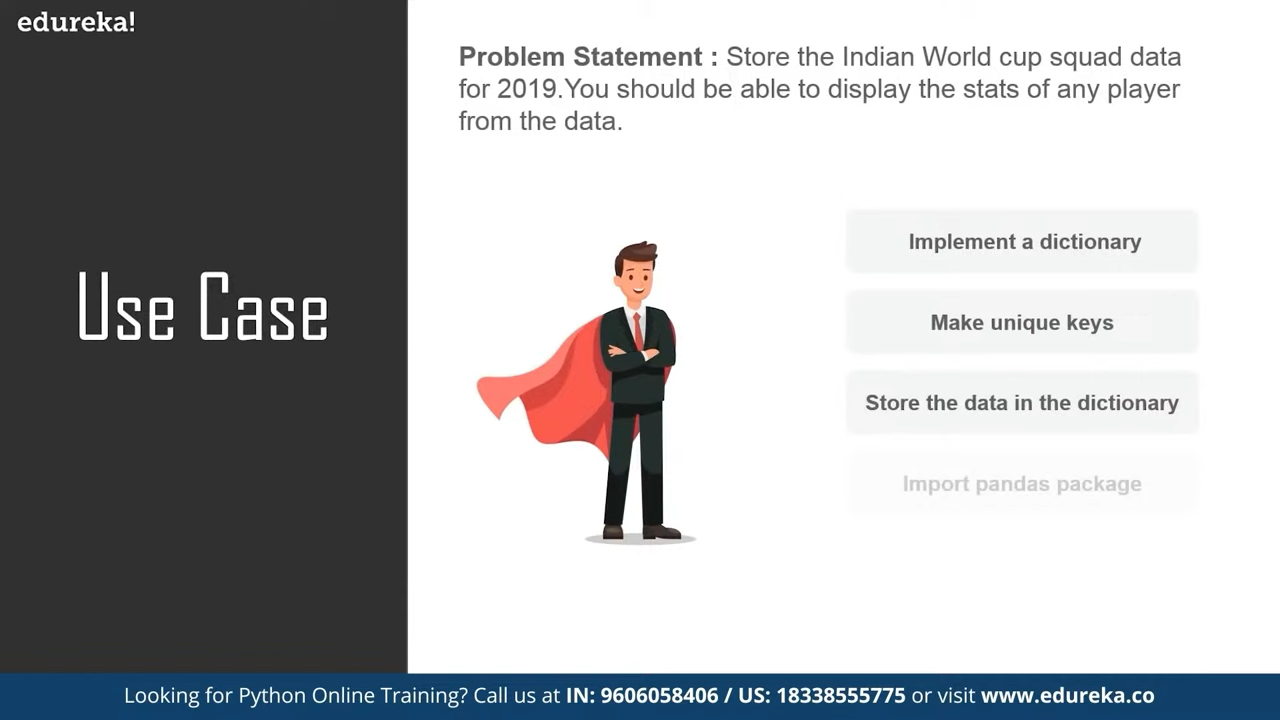 edureka!
Problem Statement : Store the Indian World cup squad data
for 2019.You should be able to display the stats of any player
from the data.
Use Case
Implement a dictionary
Make unique keys
Store the data in the dictionary
Import pandas package
Looking for Python Online Training? Call us at IN: 9606058406 / US: 18338555775 or visit www.edureka.co